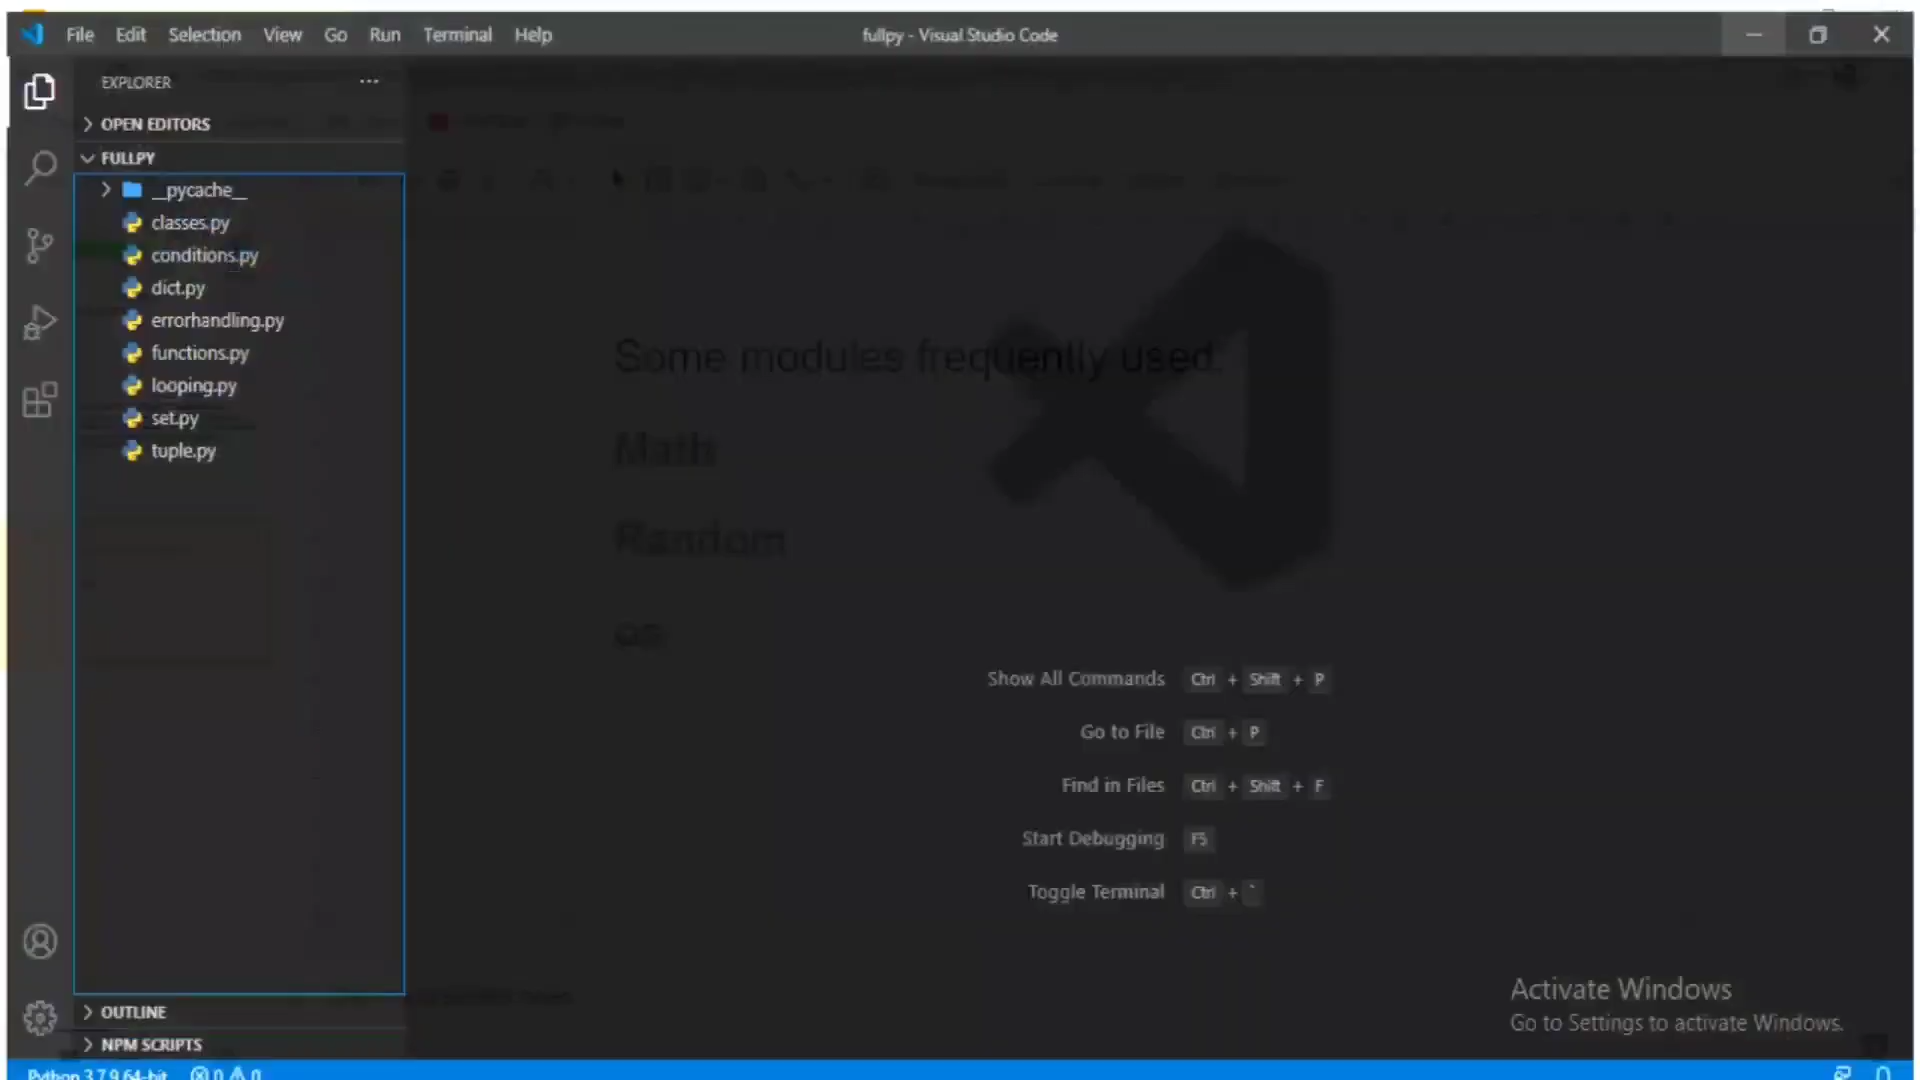 File Edit Selection View Go Run Terminal Help fullpy - Visual Studio Code
EXPLORER ...
OPEN EDITORS
FULLPY
__pycache__
classes.py
conditions.py
dict.py
errorhandling.py
functions.py
looping.py
set.py
tuple.py
Some modules frequently used.
Math
Random
os
Show All Commands Ctrl + Shift + P
Go to File Ctrl + P
Find in Files Ctrl + Shift + F
Start Debugging F5
Toggle Terminal Ctrl + `
Activate Windows
Go to Settings to activate Windows.
OUTLINE
NPM SCRIPTS
Python 3.7.9 64-bit 0 0